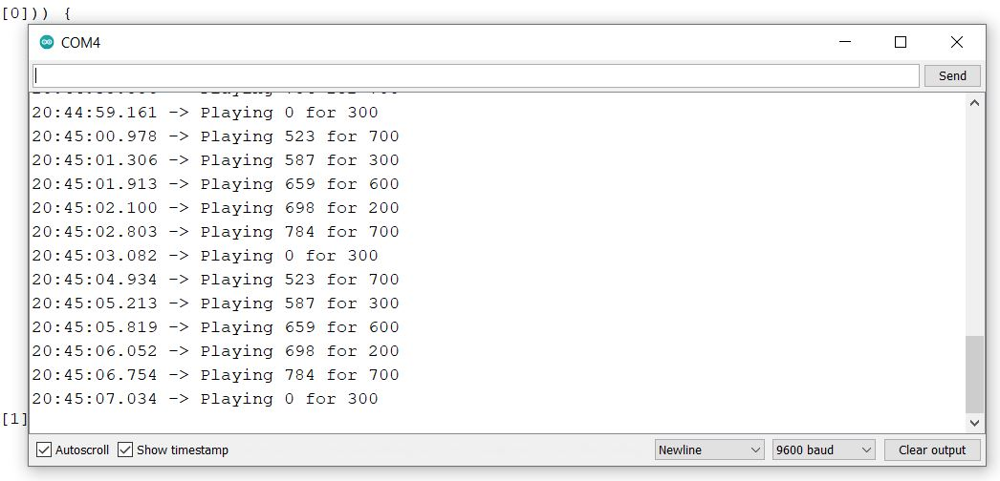 [0])) {
COM4
Send
20:44:59.161 -> Playing 0 for 300
20:45:00.978 -> Playing 523 for 700
20:45:01.306 -> Playing 587 for 300
20:45:01.913 -> Playing 659 for 600
20:45:02.100 -> Playing 698 for 200
20:45:02.803 -> Playing 784 for 700
20:45:03.082 -> Playing 0 for 300
20:45:04.934 -> Playing 523 for 700
20:45:05.213 -> Playing 587 for 300
20:45:05.819 -> Playing 659 for 600
20:45:06.052 -> Playing 698 for 200
20:45:06.754 -> Playing 784 for 700
20:45:07.034 -> Playing 0 for 300
[1]
Autoscroll Show timestamp Newline 9600 baud Clear output